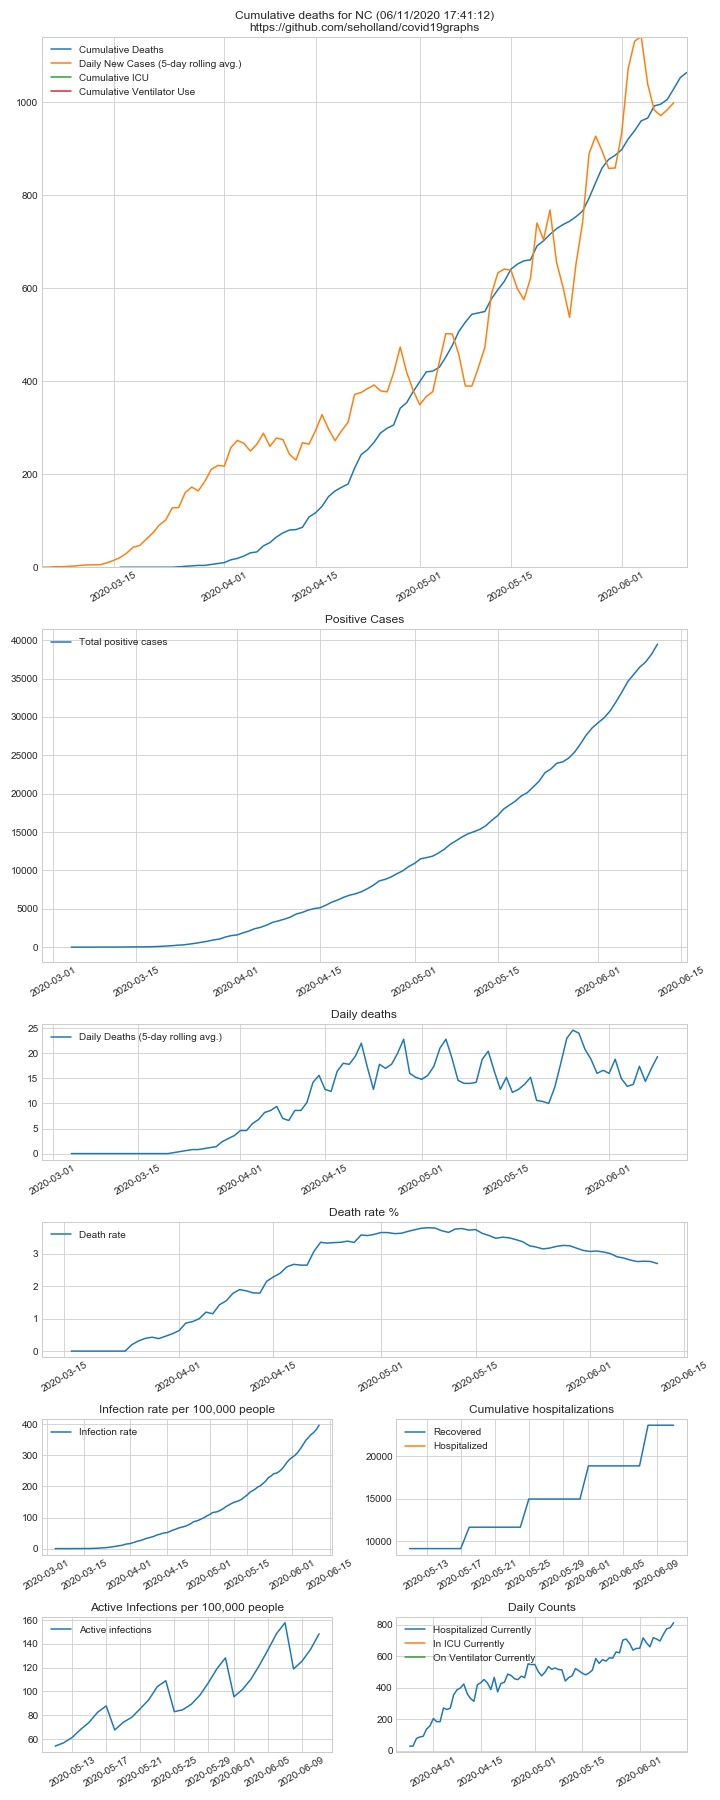 Cumulative deaths for NC (06/11/2020 17:41:12)
https://github.com/seholland/covid19graphs
Cumulative Deaths
Daily New Cases (5-day rolling avg.)
Cumulative ICU
Cumulative Ventilator Use
1000
800
600
400
200
0
2020-03-15 2020-04-01 2020-04-15 2020-05-01 2020-05-15 2020-06-01
Positive Cases
Total positive cases
40000
35000
30000
25000
20000
15000
10000
5000
0
2020-03-01 2020-03-15 2020-04-01 2020-04-15 2020-05-01 2020-05-15 2020-06-01 2020-06-15
Daily deaths
Daily Deaths (5-day rolling avg.)
25
20
15
10
5
0
2020-03-01 2020-03-15 2020-04-01 2020-04-15 2020-05-01 2020-05-15 2020-06-01
Death rate %
Death rate
3
2
1
0
2020-03-15 2020-04-01 2020-04-15 2020-05-01 2020-05-15 2020-06-01 2020-06-15
Infection rate per 100,000 people
Infection rate
400
300
200
100
0
2020-03-01 2020-03-15 2020-04-01 2020-04-15 2020-05-01 2020-05-15 2020-06-01 2020-06-15
Cumulative hospitalizations
Recovered
Hospitalized
20000
15000
10000
2020-05-13 2020-05-17 2020-05-21 2020-05-25 2020-05-29 2020-06-01 2020-06-05 2020-06-09
Active Infections per 100,000 people
Active infections
160
140
120
100
80
60
2020-05-13 2020-05-17 2020-05-21 2020-05-25 2020-05-29 2020-06-01 2020-06-05 2020-06-09
Daily Counts
Hospitalized Currently
In ICU Currently
On Ventilator Currently
800
600
400
200
0
2020-04-01 2020-04-15 2020-05-01 2020-05-15 2020-06-01